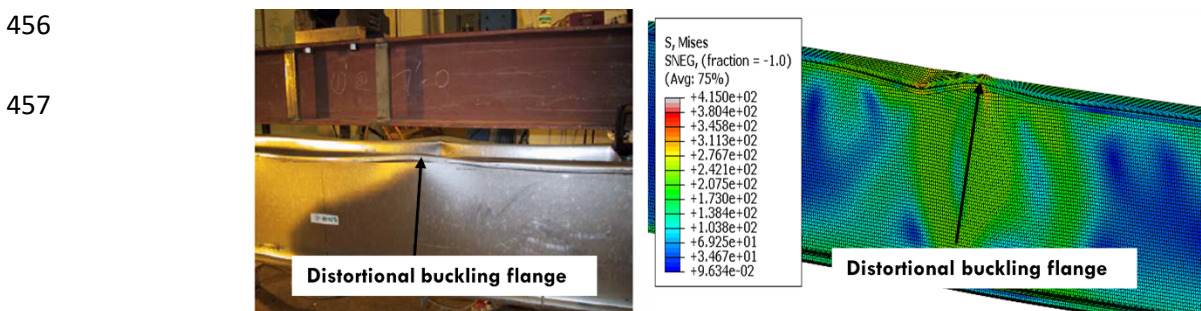 456
457
S, Mises
SNEG, (fraction = -1.0)
(Avg: 75%)
+4.150e+02
+3.804e+02
+3.458e+02
+3.113e+02
+2.767e+02
+2.421e+02
+2.075e+02
+1.730e+02
+1.384e+02
+1.038e+02
+6.925e+01
+3.467e+01
+9.634e-02
Distortional buckling flange
Distortional buckling flange